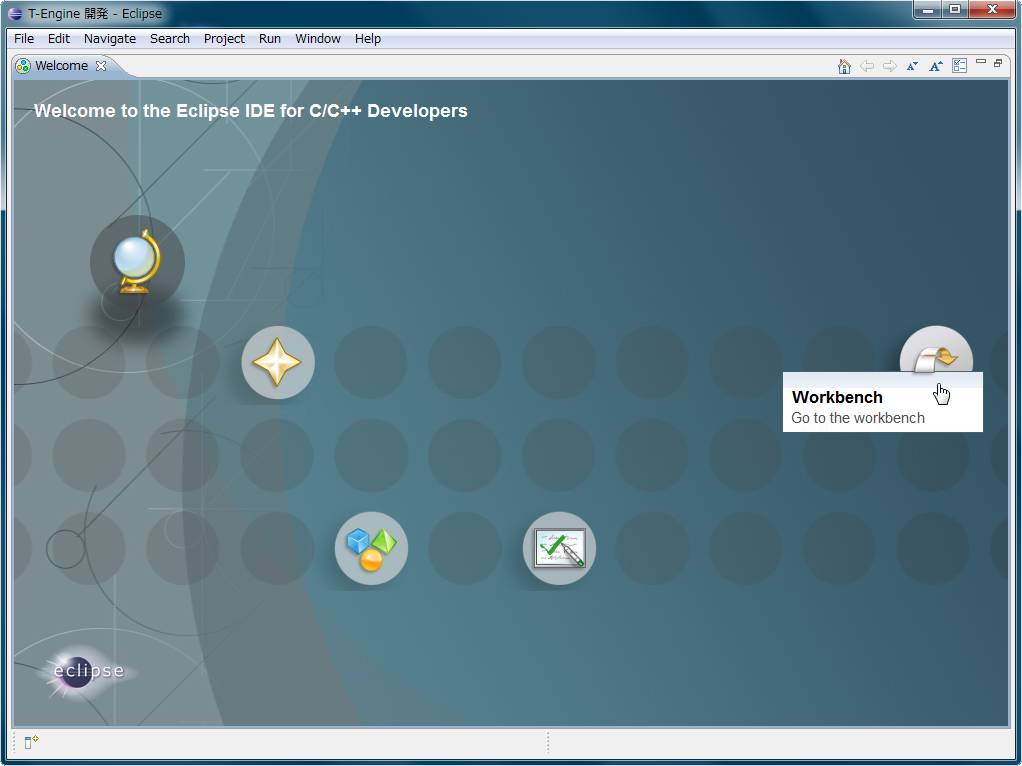 T-Engine 開発 - Eclipse
File Edit Navigate Search Project Run Window Help
Welcome
Welcome to the Eclipse IDE for C/C++ Developers
Workbench
Go to the workbench
eclipse